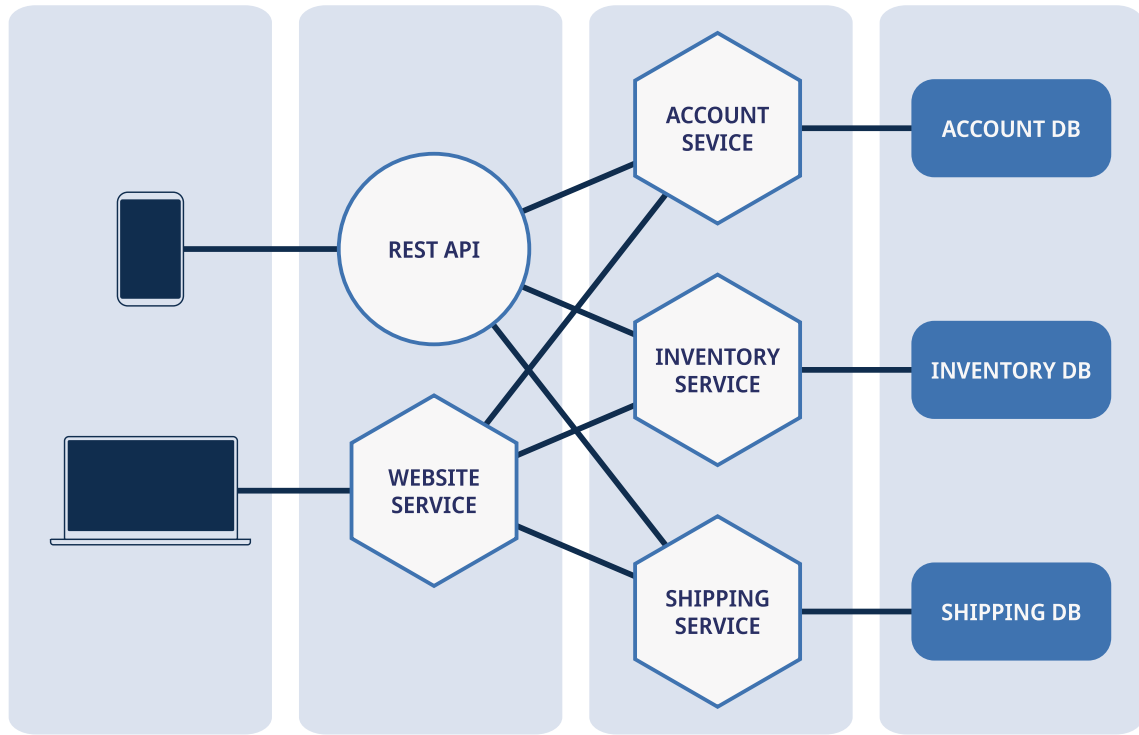 REST API
WEBSITE
SERVICE
ACCOUNT
SEVICE
INVENTORY
SERVICE
SHIPPING
SERVICE
ACCOUNT DB
INVENTORY DB
SHIPPING DB